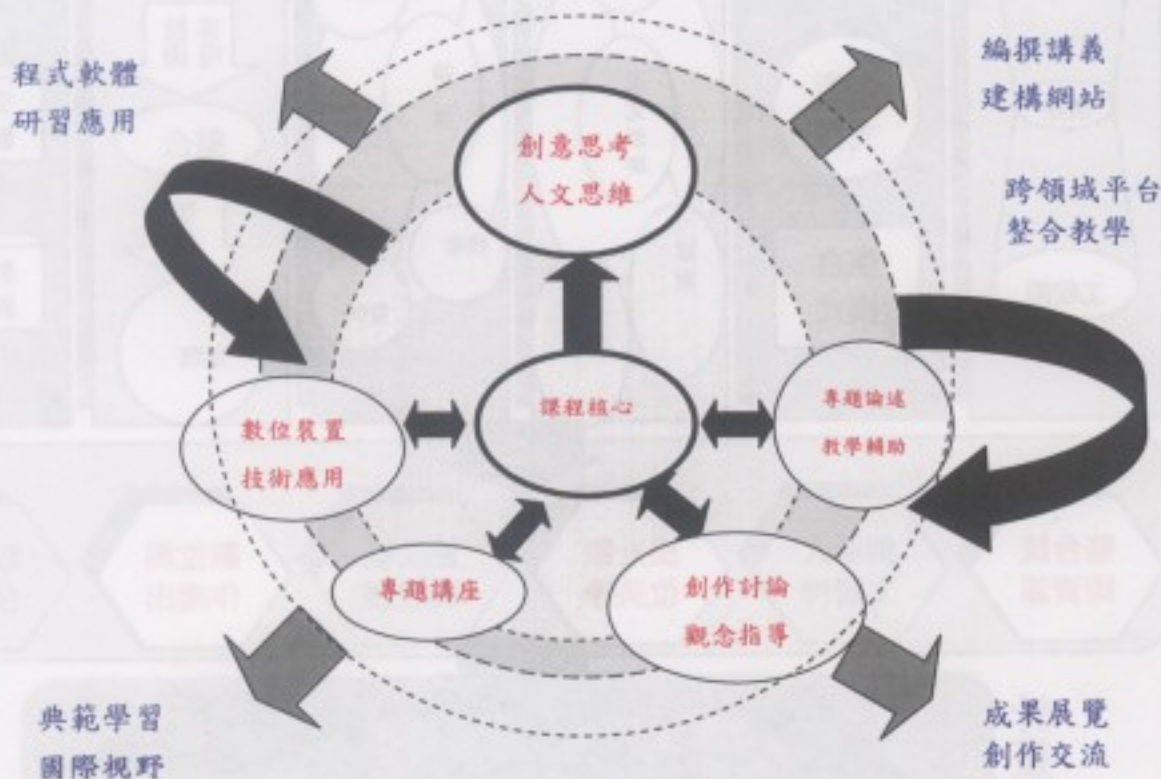 程式軟體
研習應用
編撰講義
建構網站
跨領域平台
整合教學
創意思考
人文思維
課程核心
數位裝置
技術應用
專題論述
教學輔助
專題講座
創作討論
觀念指導
典範學習
國際視野
成果展覽
創作交流